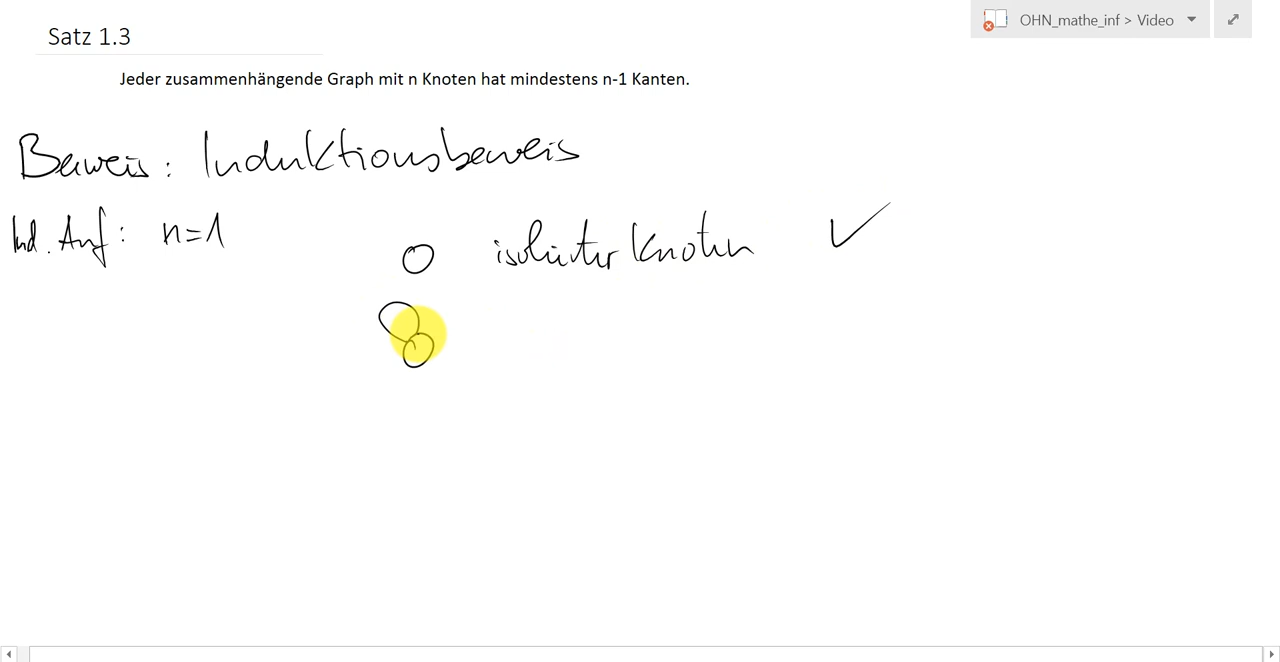 Satz 1.3
OHN_mathe_inf > Video
Jeder zusammenhängende Graph mit n Knoten hat mindestens n-1 Kanten.
Beweis: Induktionsbeweis
Ind. Anf: n=1 isolierter Knoten ✓